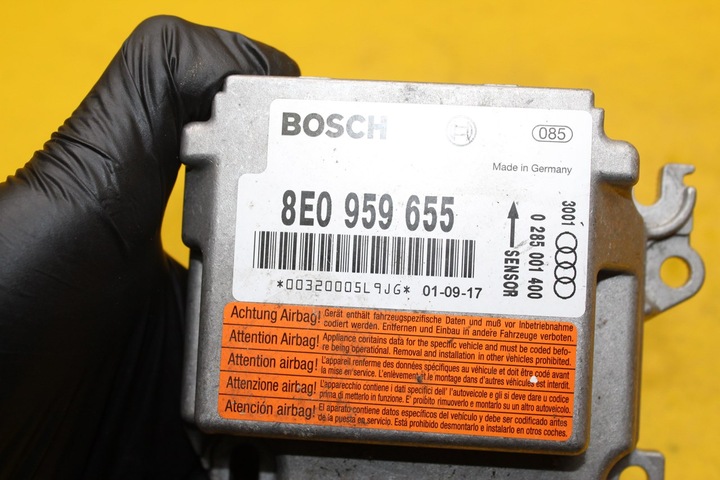 BOSCH
085
Made in Germany
8E0 959 655
*00320005L9JG* 01-09-17
SENSOR
0 285 001 400
3001
Achtung Airbag! Gerät enthält fahrzeugspezifische Daten und muß vor Inbetriebnahme
codiert werden. Entfernen und Einbau in andere Fahrzeuge verboten.
Attention Airbag! Appliance contains data for the specific vehicle and must be coded befo-
re being operational. Removal and installation in other vehicles prohibited.
Attention airbag! L'appareil renferme des données spécifiques au véhicule et doit être codé avant
la mise en service. L'enlèvement et le montage dans d'autres véhicules est interdit.
Attenzione airbag! L'apparecchio contiene i dati specifici dell' autoveicolo e gli si deve dare u codice
prima di metterlo in funzione. E' proibito rimuoverlo e montarlo su un altro autoveicolo.
Atención airbag! El aparato contiene datos específicos del vehículo y debe ser codificado antes
de la puesta en servicio. Está prohibido desmontarlo e instalarlo en otros coches.